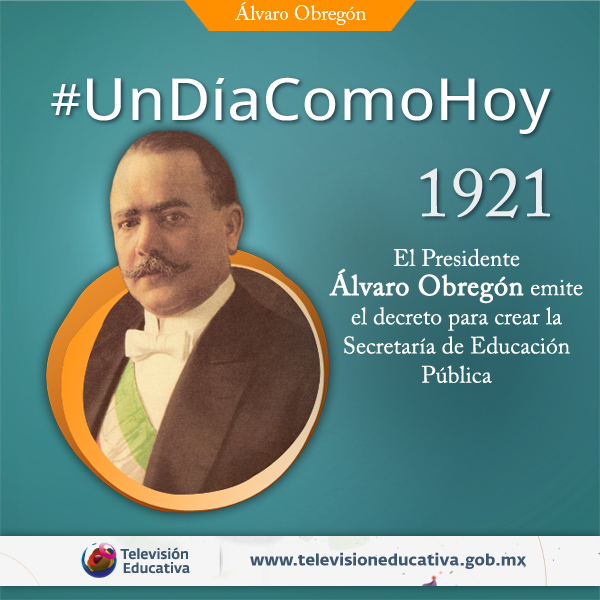 Álvaro Obregón
#UnDíaComoHoy
1921
El Presidente
Álvaro Obregón emite
el decreto para crear la
Secretaría de Educación
Pública
Televisión
Educativa
www.televisioneducativa.gob.mx